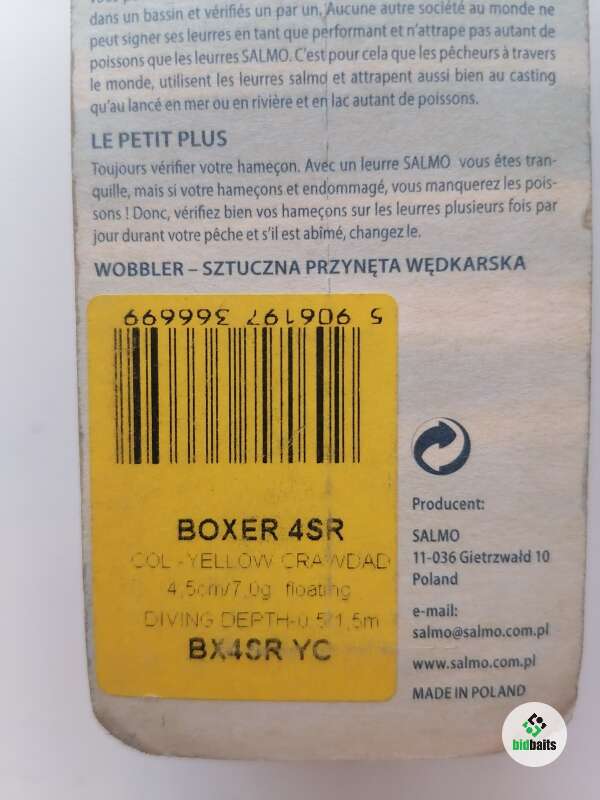 dans un bassin et vérifiés un par un. Aucune autre société au monde ne
peut signer ses leurres en tant que performant et n'attrape pas autant de
poissons que les leurres SALMO. C'est pour cela que les pêcheurs à travers
le monde, utilisent les leurres salmo et attrapent aussi bien au casting
qu'au lancé en mer ou en rivière et en lac autant de poissons.
LE PETIT PLUS
Toujours vérifier votre hameçon. Avec un leurre SALMO vous êtes tran-
quille, mais si votre hameçons et endommagé, vous manquerez les pois-
sons ! Donc, vérifiez bien vos hameçons sur les leurres plusieurs fois par
jour durant votre pêche et s'il est abîmé, changez le.
WOBBLER – SZTUCZNA PRZYNĘTA WĘDKARSKA
5 906197 366699
BOXER 4SR
COL -YELLOW CRAWDAD
4,5cm/7,0g floating
DIVING DEPTH-0,5/1,5m
BX4SR YC
Producent:
SALMO
11-036 Gietrzwałd 10
Poland
e-mail:
salmo@salmo.com.pl
www.salmo.com.pl
MADE IN POLAND
bidbaits